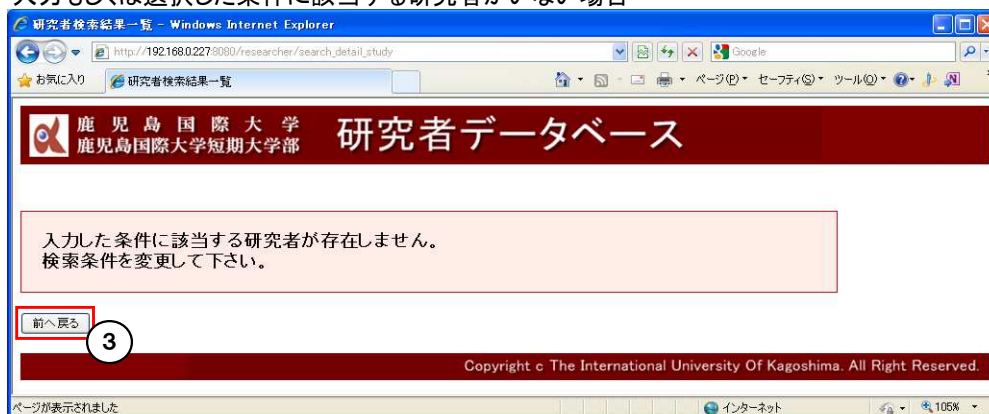 入力もしくは選択した条件に該当する研究者がいない場合
研究者検索結果一覧 - Windows Internet Explorer
http://192.168.0.227:8080/researcher/search_detail_study
Google
お気に入り
研究者検索結果一覧
ページ(P)
セーフティ(S)
ツール(O)
鹿児島国際大学
鹿児島国際大学短期大学部
研究者データベース
入力した条件に該当する研究者が存在しません。
検索条件を変更して下さい。
前へ戻る
3
Copyright c The International University Of Kagoshima. All Right Reserved.
ページが表示されました
インターネット
105%